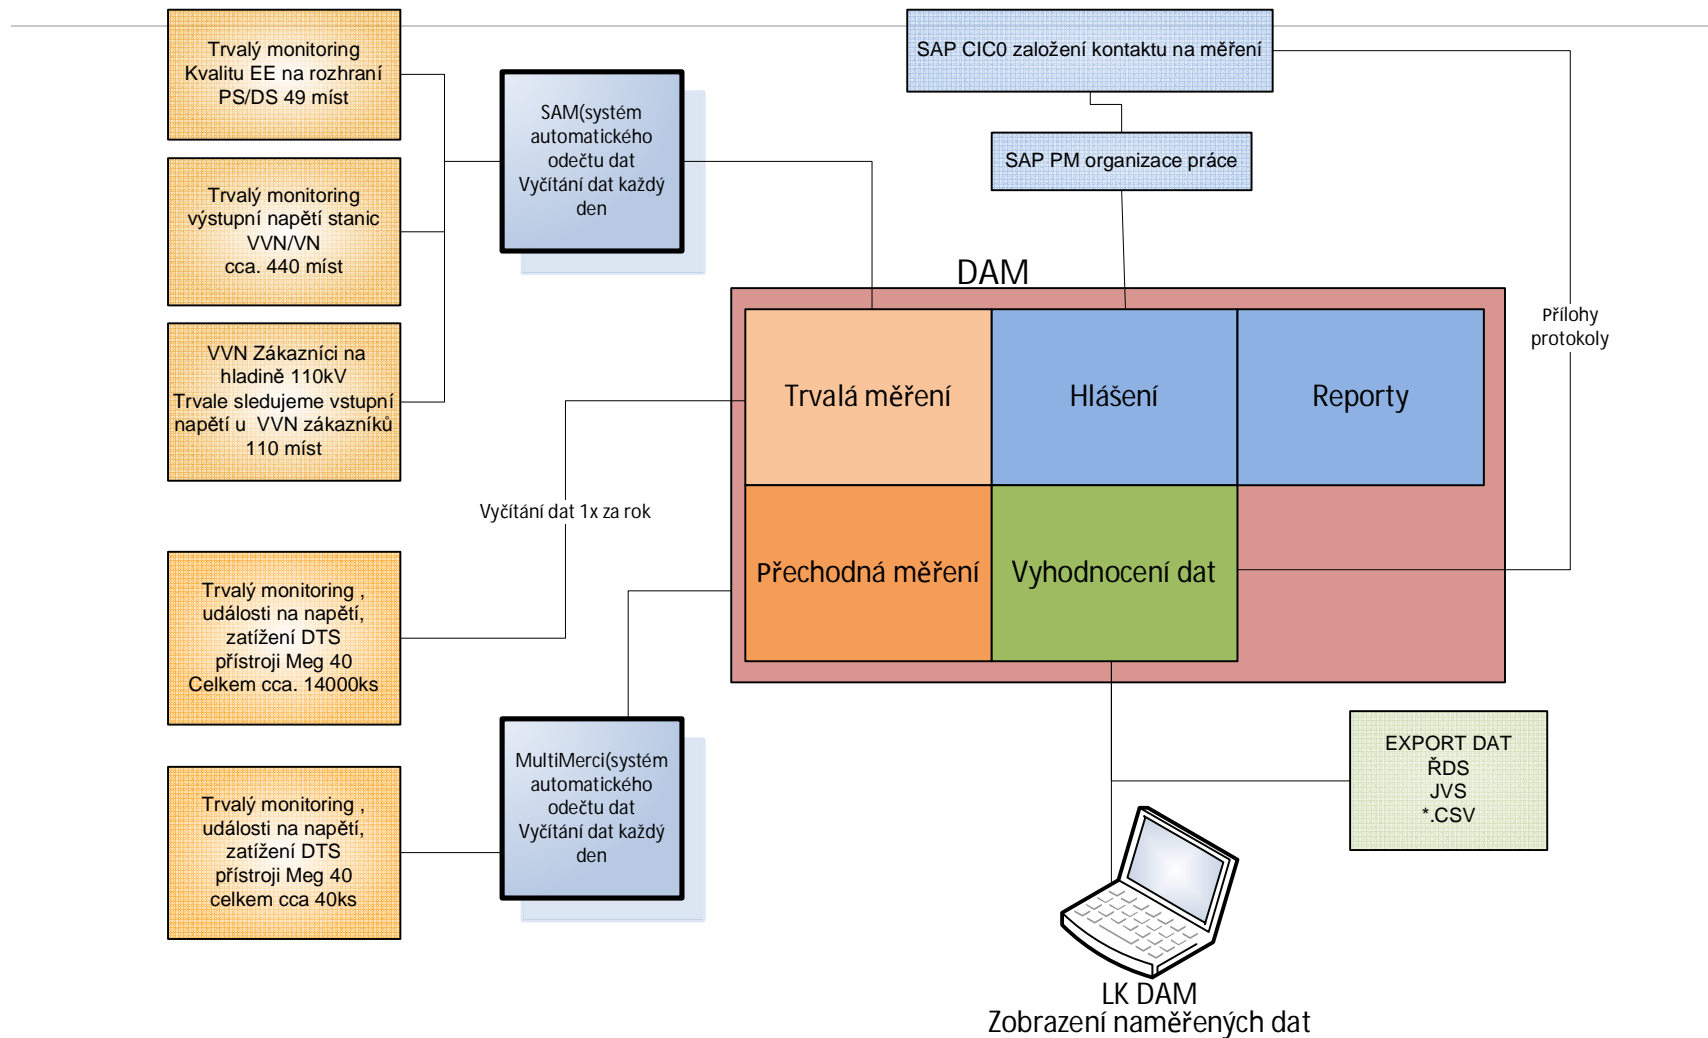 Trvalý monitoring
Kvalitu EE na rozhraní
PS/DS 49 míst
Trvalý monitoring
výstupní napětí stanic
VVN/VN
cca. 440 míst
VVN Zákazníci na
hladině 110kV
Trvale sledujeme vstupní
napětí u VVN zákazníků
110 míst
Trvalý monitoring ,
události na napětí,
zatížení DTS
přístroji Meg 40
Celkem cca. 14000ks
Trvalý monitoring ,
události na napětí,
zatížení DTS
přístroji Meg 40
celkem cca 40ks
SAM(systém
automatického
odečtu dat
Vyčítání dat každý
den
Vyčítání dat 1x za rok
MultiMerci(systém
automatického
odečtu dat
Vyčítání dat každý
den
SAP CIC0 založení kontaktu na měření
SAP PM organizace práce
DAM
Trvalá měření
Hlášení
Reporty
Přechodná měření
Vyhodnocení dat
Přílohy
protokoly
EXPORT DAT
ŘDS
JVS
*.CSV
LK DAM
Zobrazení naměřených dat